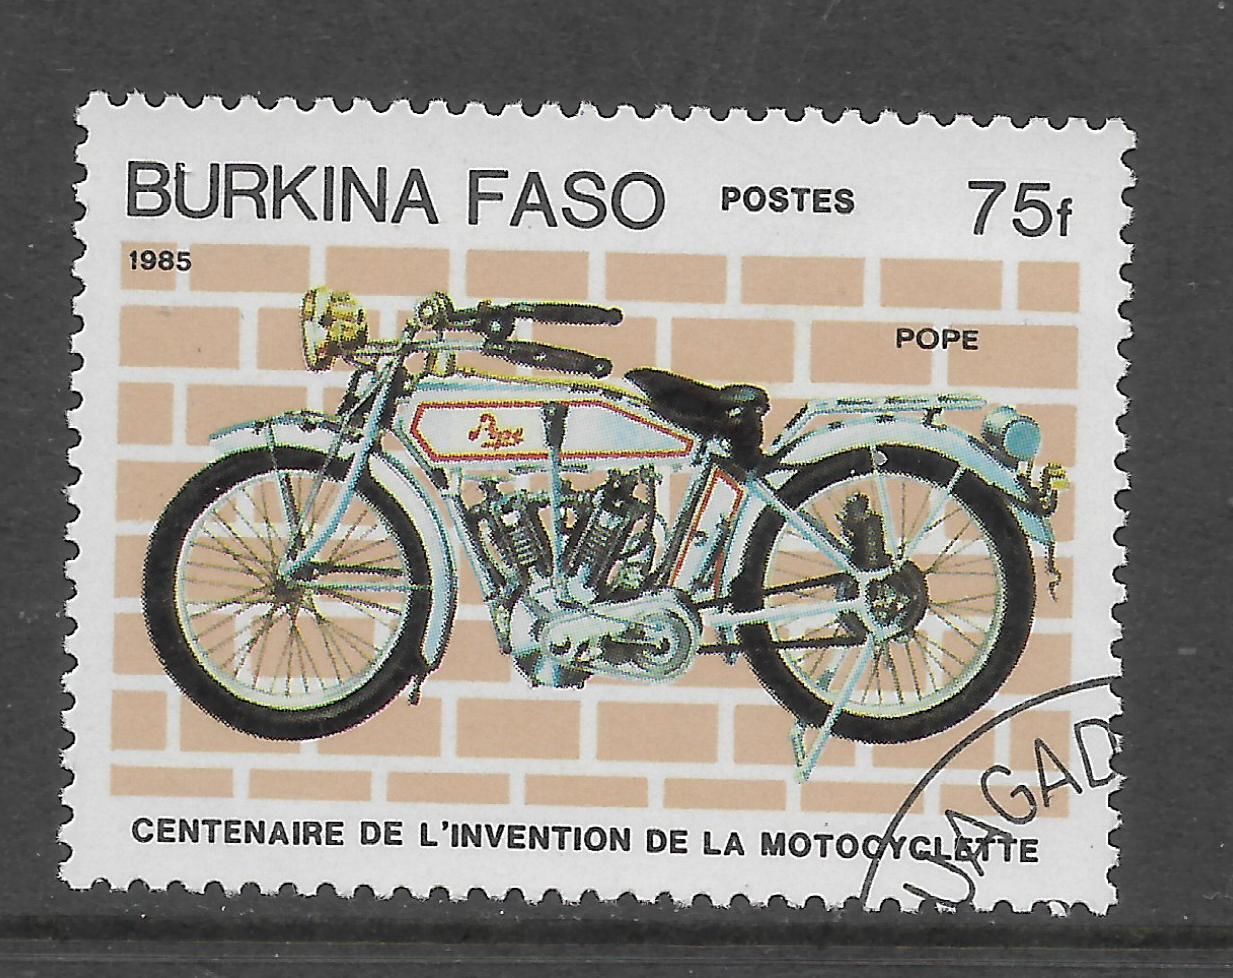 BURKINA FASO POSTES 75f
1985
POPE
Pope
CENTENAIRE DE L'INVENTION DE LA MOTOCYCLETTE
UAGAD